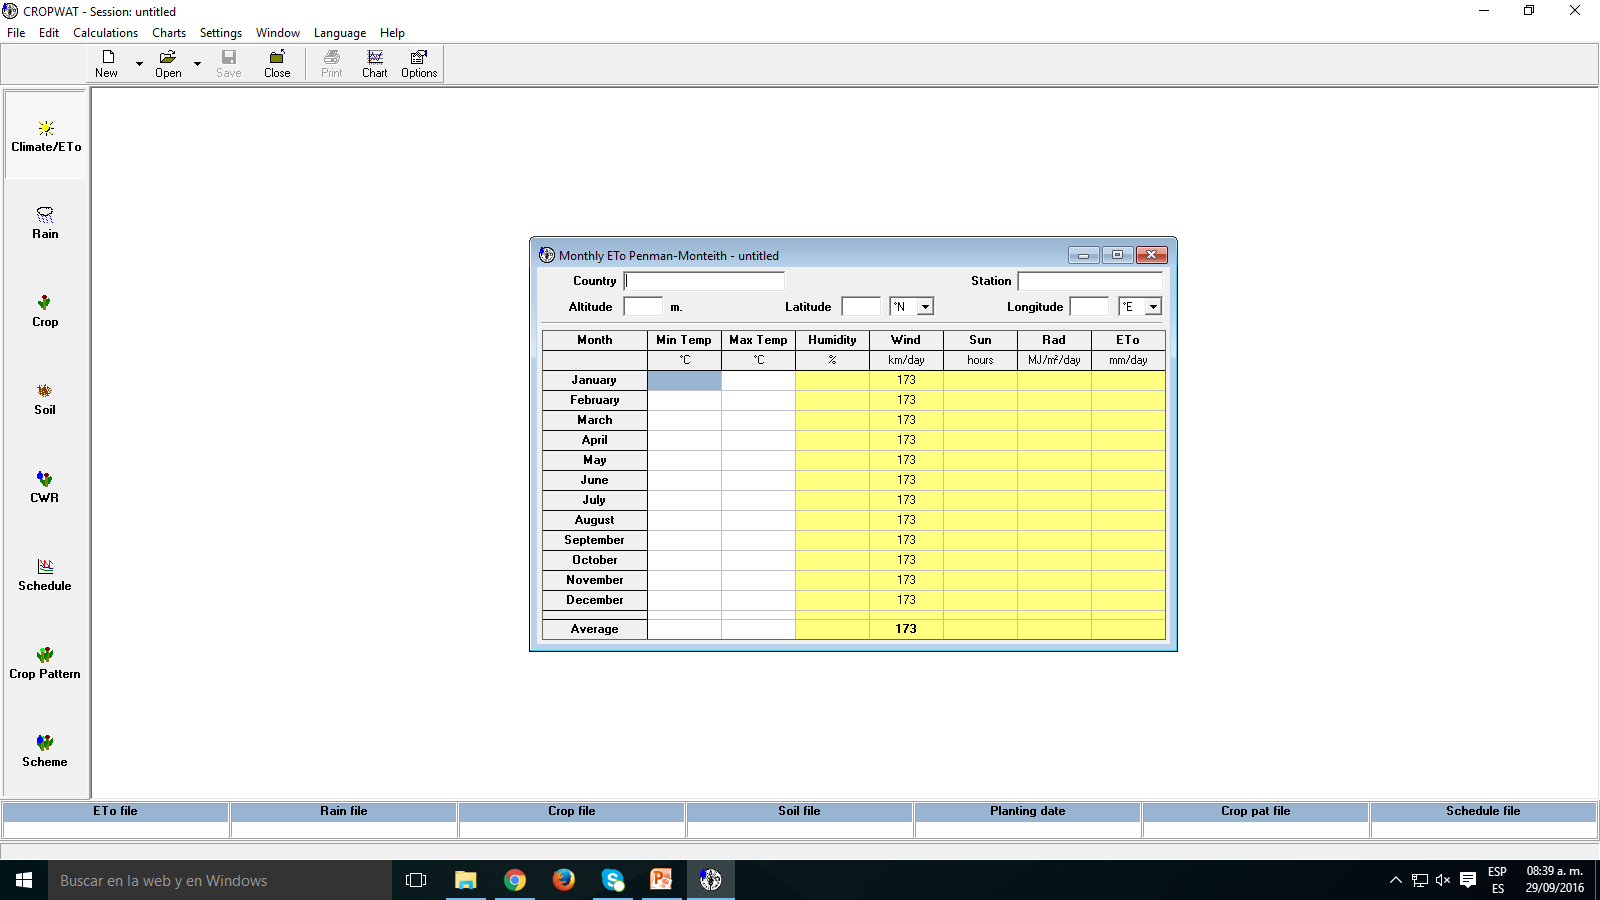 CROPWAT - Session: untitled
File Edit Calculations Charts Settings Window Language Help
New Open Save Close Print Chart Options
Climate/ETo
Rain
Crop
Soil
CWR
Schedule
Crop Pattern
Scheme
Monthly ETo Penman-Monteith - untitled
Country Station
Altitude m. Latitude °N Longitude °E
Month Min Temp Max Temp Humidity Wind Sun Rad ETo
°C °C % km/day hours MJ/m²/day mm/day
January 173
February 173
March 173
April 173
May 173
June 173
July 173
August 173
September 173
October 173
November 173
December 173
Average 173
ETo file Rain file Crop file Soil file Planting date Crop pat file Schedule file
Buscar en la web y en Windows
ESP
ES
08:39 a. m.
29/09/2016